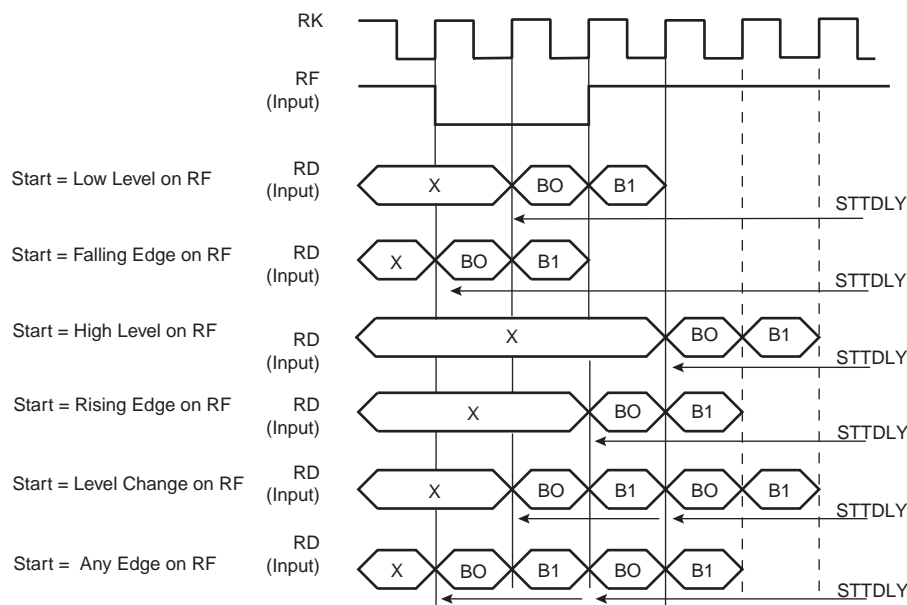 RK
RF
(Input)
Start = Low Level on RF
RD
(Input)
X
BO
B1
STTDLY
Start = Falling Edge on RF
RD
(Input)
X
BO
B1
STTDLY
Start = High Level on RF
RD
(Input)
X
BO
B1
STTDLY
Start = Rising Edge on RF
RD
(Input)
X
BO
B1
STTDLY
Start = Level Change on RF
RD
(Input)
X
BO
B1
BO
B1
STTDLY
Start = Any Edge on RF
RD
(Input)
X
BO
B1
BO
B1
STTDLY